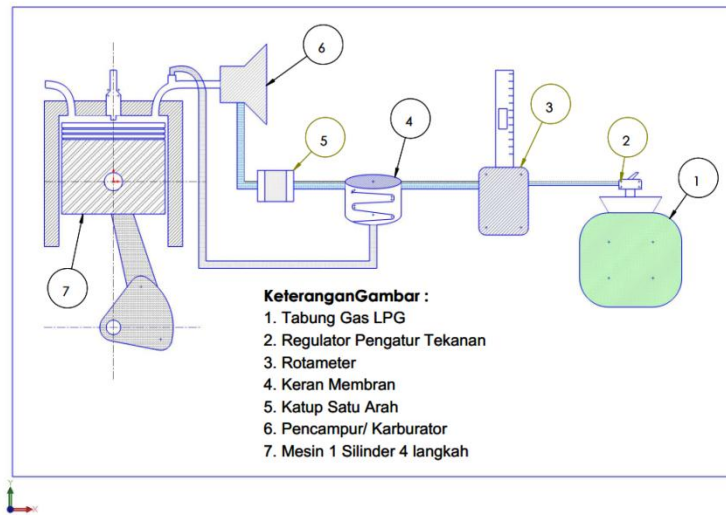 6
5
4
3
2
1
7
KeteranganGambar :
1. Tabung Gas LPG
2. Regulator Pengatur Tekanan
3. Rotameter
4. Keran Membran
5. Katup Satu Arah
6. Pencampur/ Karburator
7. Mesin 1 Silinder 4 langkah
Y
X